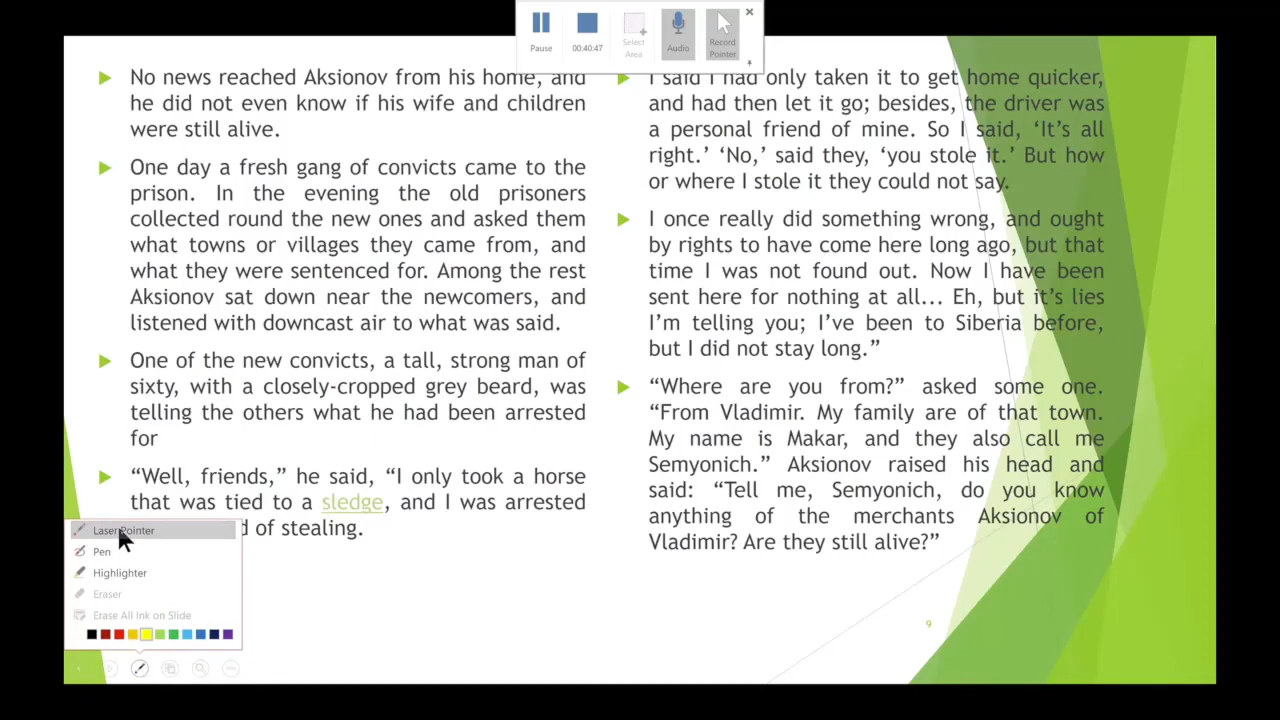 Pause
00:40:47
Select
Area
Audio
Record
Pointer
No news reached Aksionov from his home, and
he did not even know if his wife and children
were still alive.
One day a fresh gang of convicts came to the
prison. In the evening the old prisoners
collected round the new ones and asked them
what towns or villages they came from, and
what they were sentenced for. Among the rest
Aksionov sat down near the newcomers, and
listened with downcast air to what was said.
One of the new convicts, a tall, strong man of
sixty, with a closely-cropped grey beard, was
telling the others what he had been arrested
for
“Well, friends,” he said, “I only took a horse
that was tied to a sledge, and I was arrested
of stealing.
I said I had only taken it to get home quicker,
and had then let it go; besides, the driver was
a personal friend of mine. So I said, ‘It’s all
right.’ ‘No,’ said they, ‘you stole it.’ But how
or where I stole it they could not say.
I once really did something wrong, and ought
by rights to have come here long ago, but that
time I was not found out. Now I have been
sent here for nothing at all... Eh, but it’s lies
I’m telling you; I’ve been to Siberia before,
but I did not stay long.”
“Where are you from?” asked some one.
“From Vladimir. My family are of that town.
My name is Makar, and they also call me
Semyonich.” Aksionov raised his head and
said: “Tell me, Semyonich, do you know
anything of the merchants Aksionov of
Vladimir? Are they still alive?”
Laser Pointer
Pen
Highlighter
Eraser
Erase All Ink on Slide
9